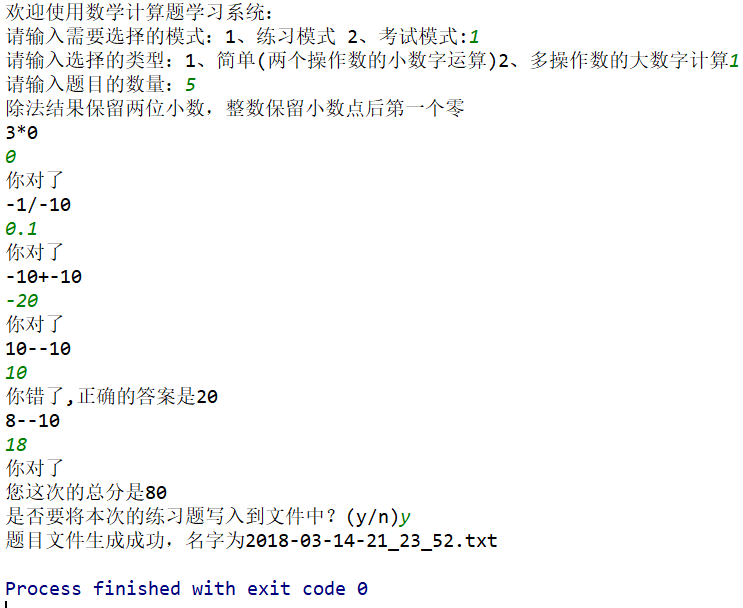 欢迎使用数学计算题学习系统：
请输入需要选择的模式：1、练习模式 2、考试模式:1
请输入选择的类型：1、简单(两个操作数的小数字运算)2、多操作数的大数字计算1
请输入题目的数量：5
除法结果保留两位小数，整数保留小数点后第一个零
3*0
0
你对了
-1/-10
0.1
你对了
-10+-10
-20
你对了
10--10
10
你错了,正确的答案是20
8--10
18
你对了
您这次的总分是80
是否要将本次的练习题写入到文件中？(y/n)y
题目文件生成成功，名字为2018-03-14-21_23_52.txt
Process finished with exit code 0